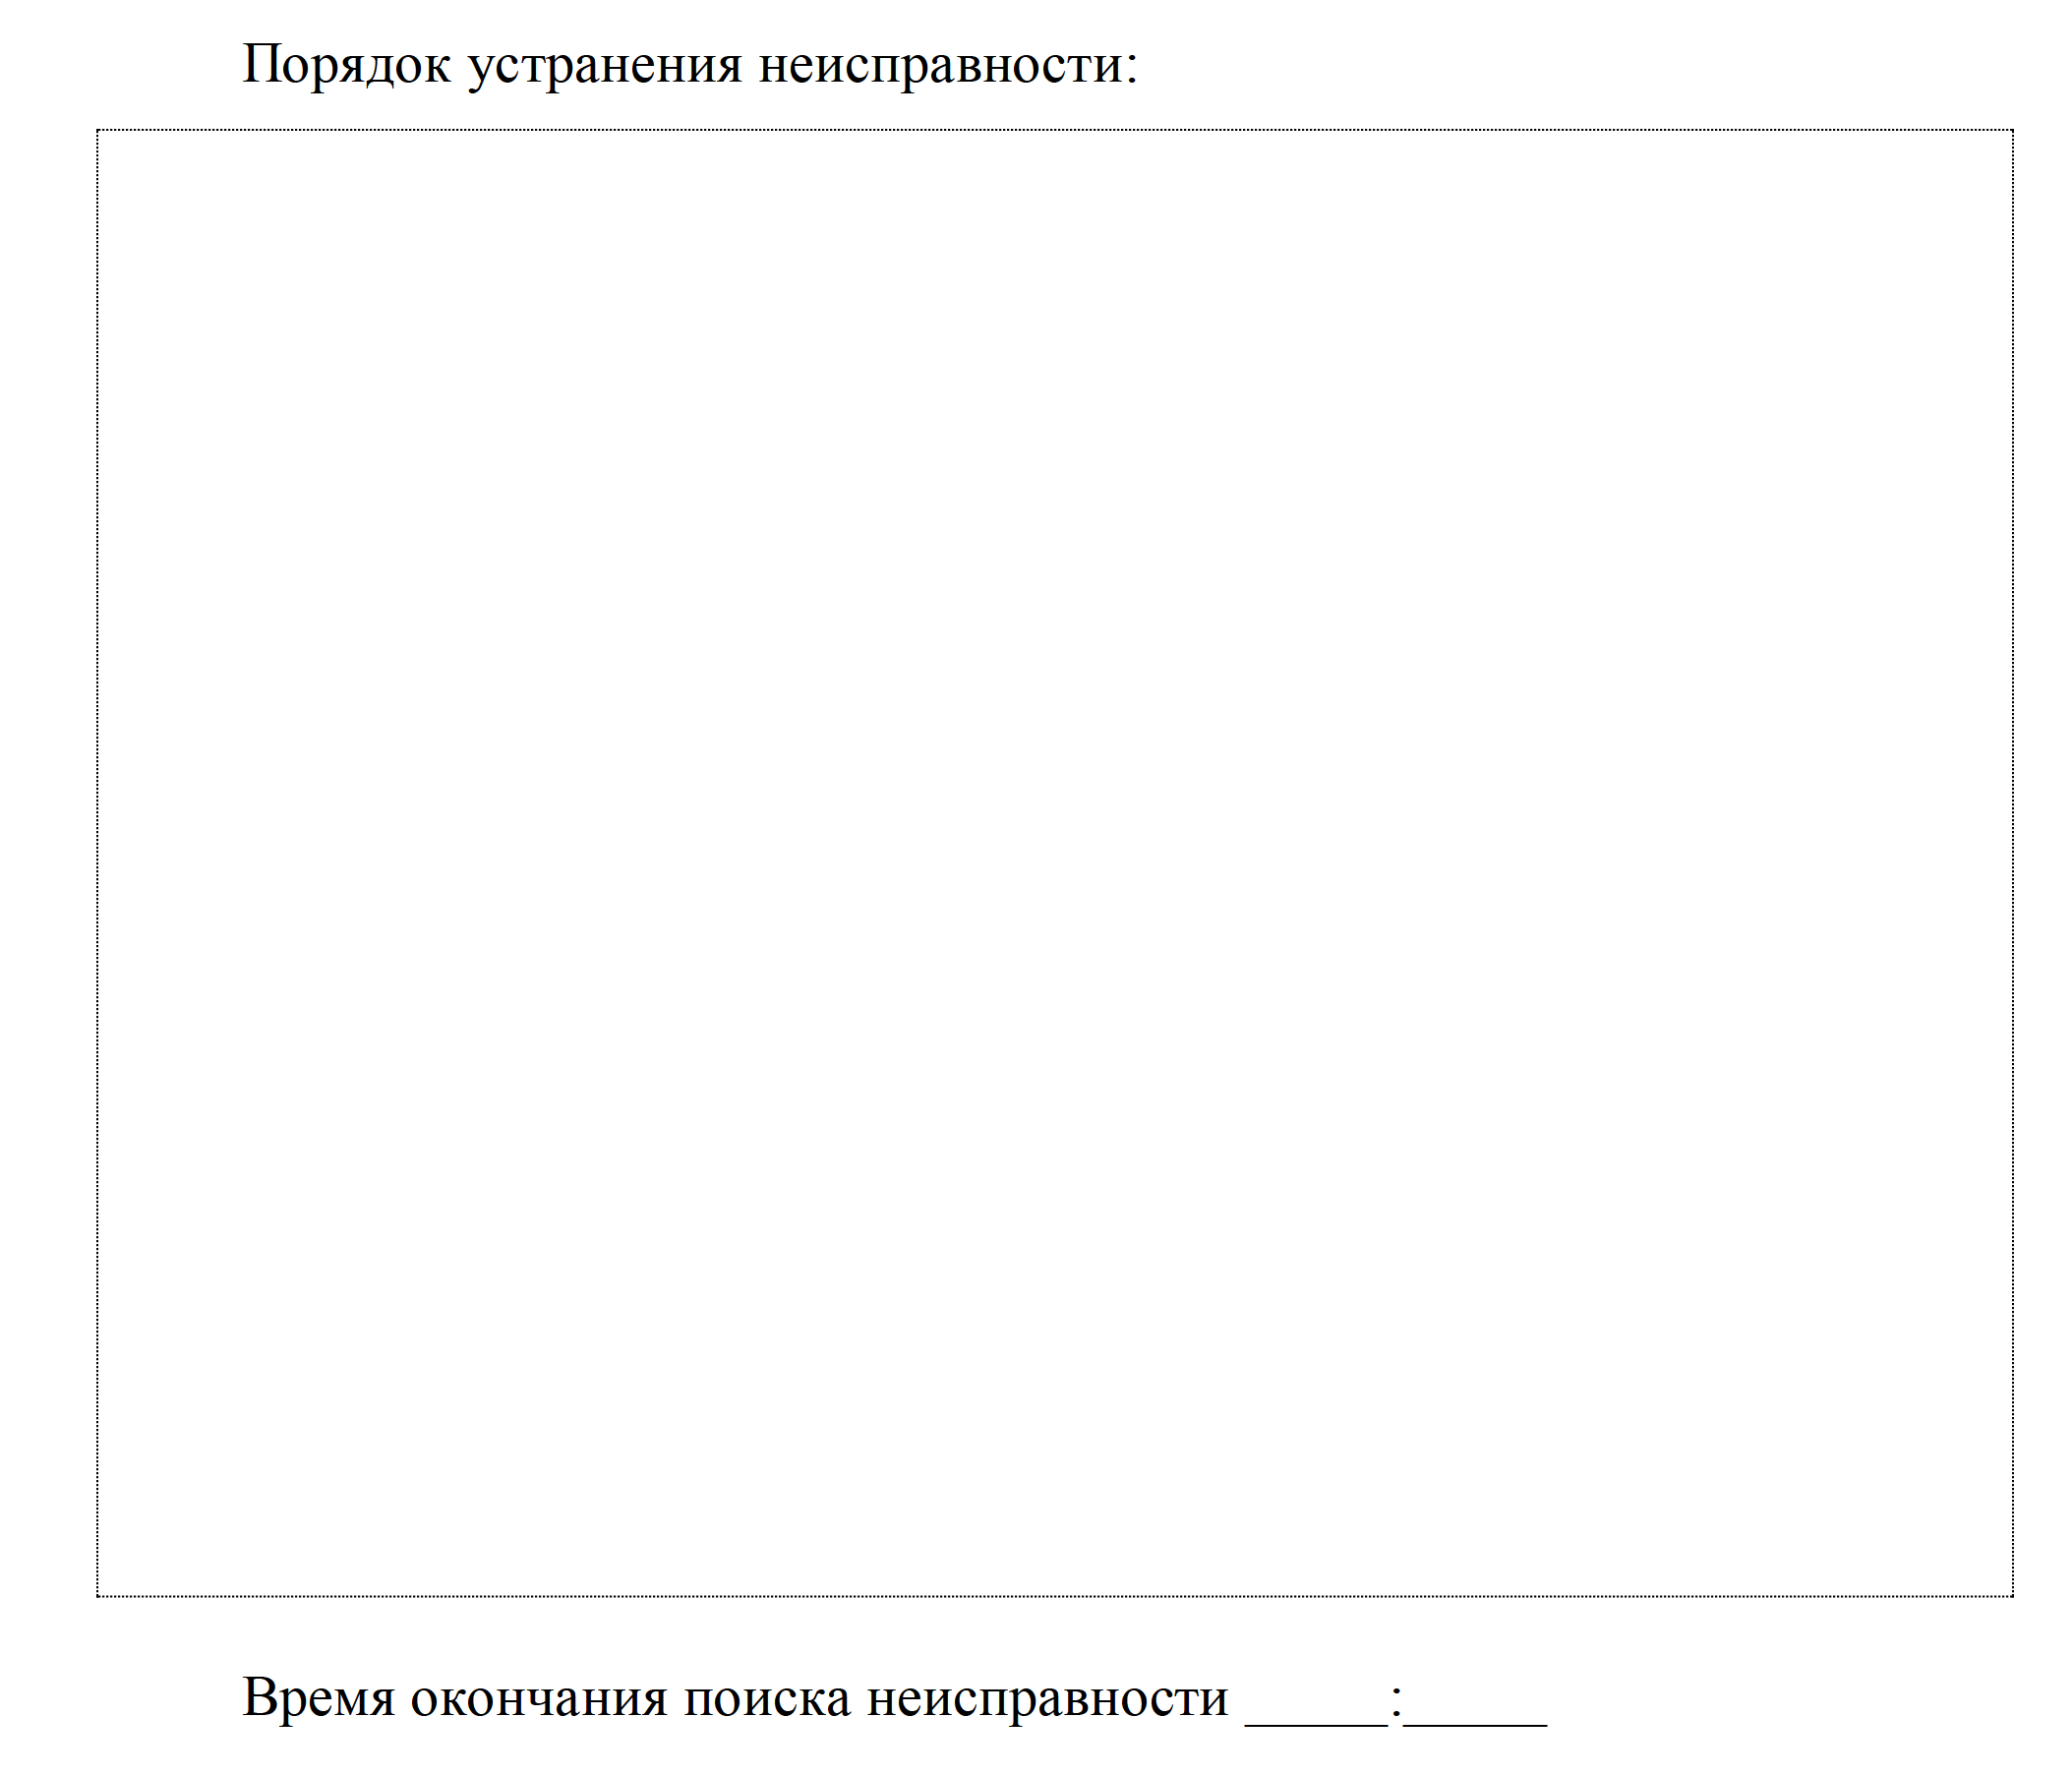 Порядок устранения неисправности:
Время окончания поиска неисправности _____:_____